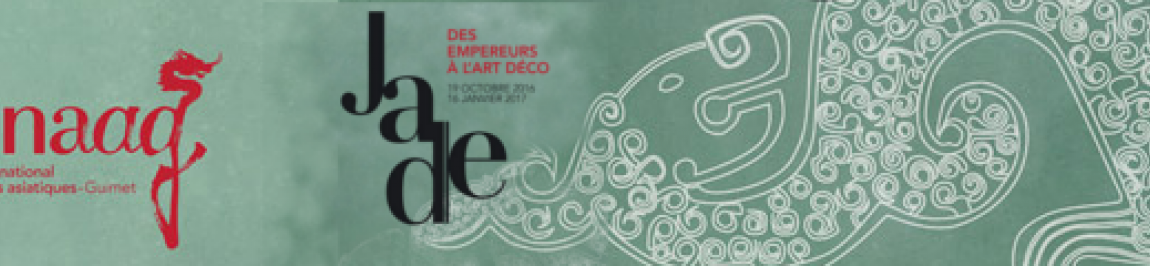 naag
national
s asiatiques-Guimet
Jade
DES
EMPEREURS
À L'ART DÉCO
19 OCTOBRE 2016
16 JANVIER 2017